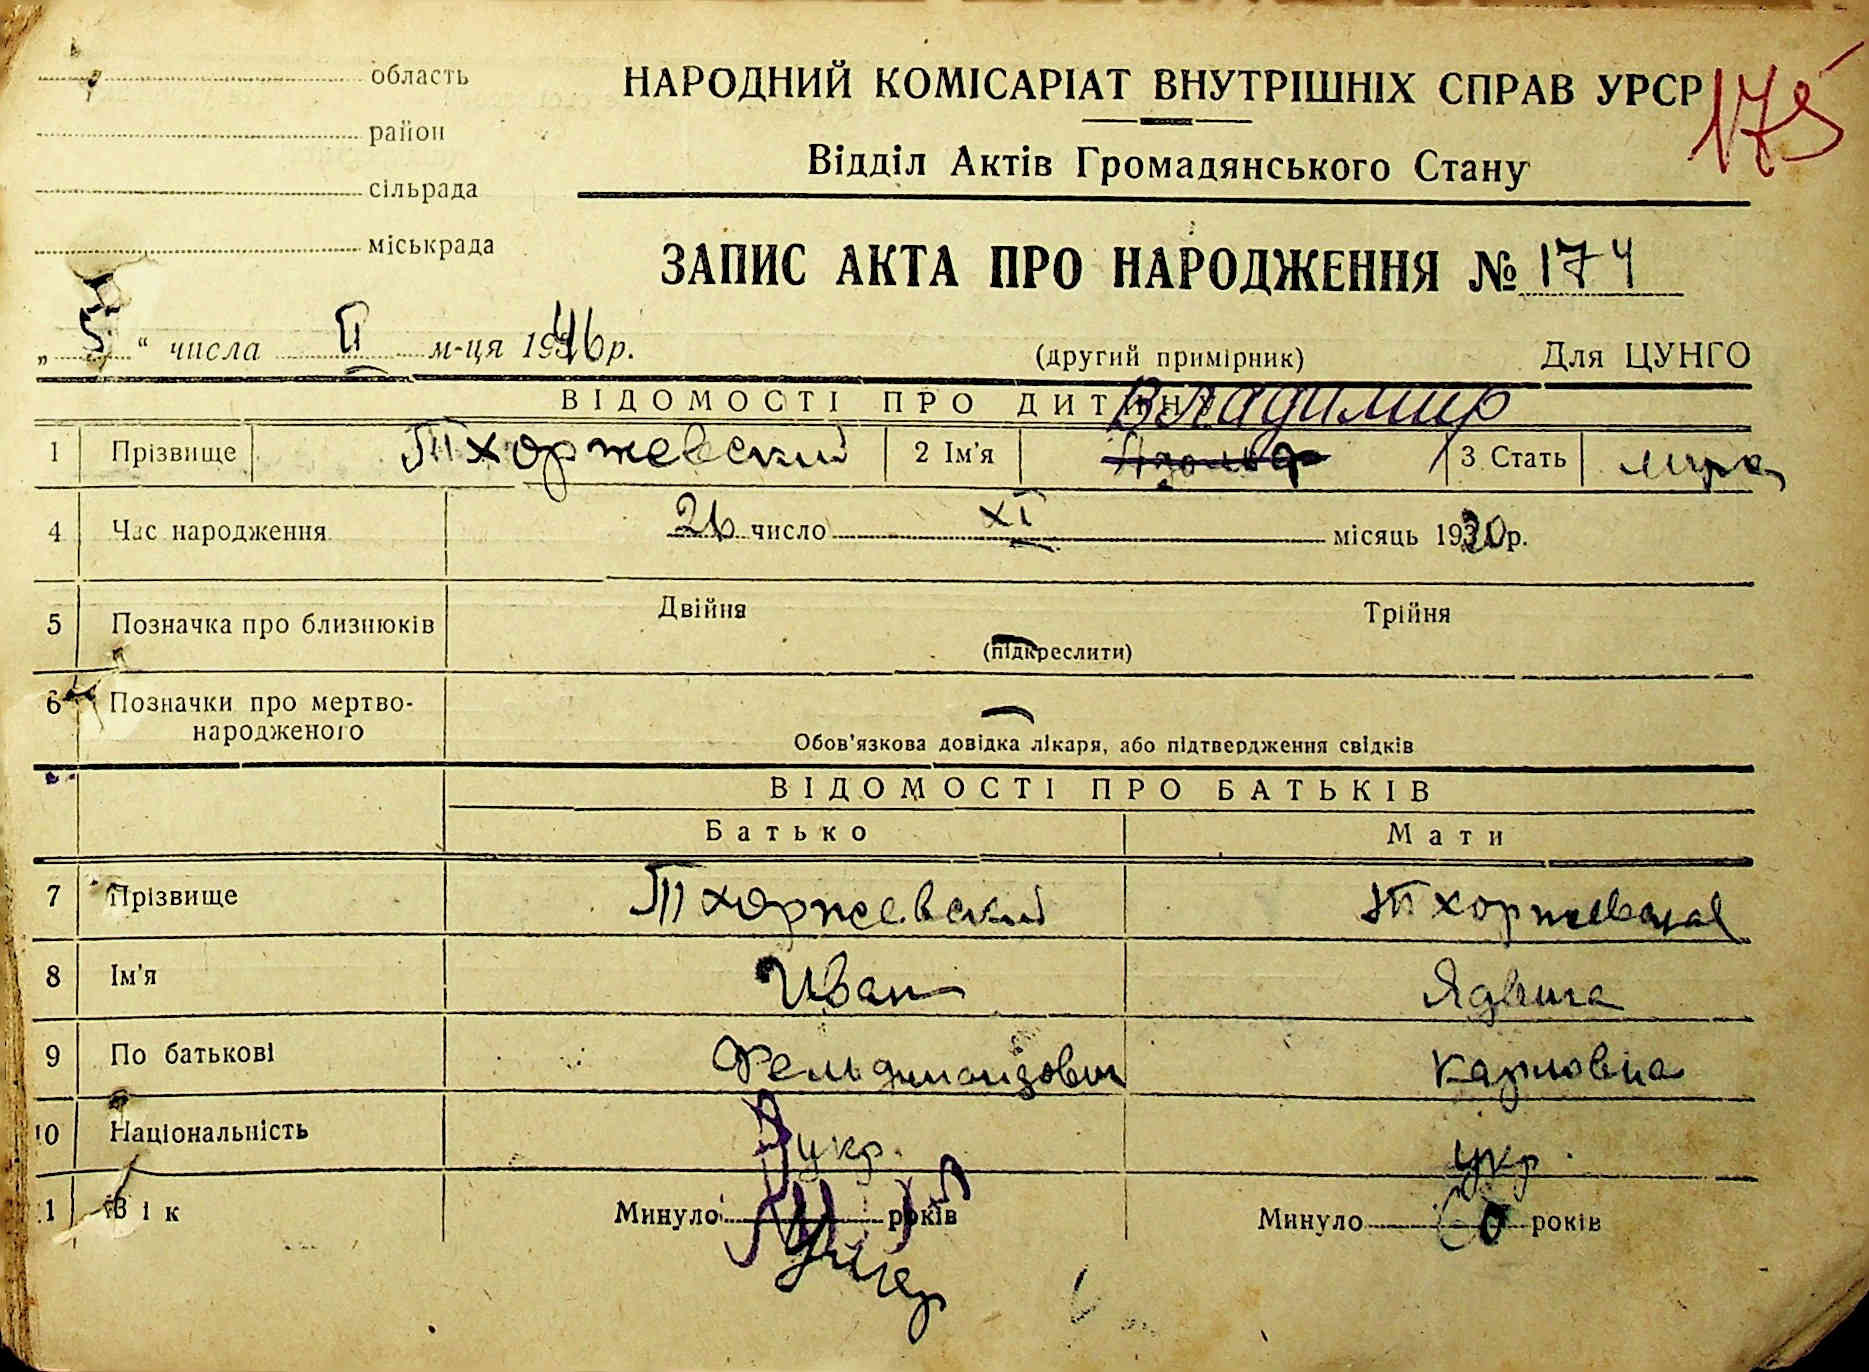 область
НАРОДНИЙ КОМІСАРІАТ ВНУТРІШНІХ СПРАВ УРСР
175
район
Відділ Актів Громадянського Стану
сільрада
міськрада
ЗАПИС АКТА ПРО НАРОДЖЕННЯ № 174
„ 5 “ числа II м-ця 1946 р.
(другий примірник)
Для ЦУНГО
ВІДОМОСТІ ПРО ДИТИНУ
Владимир
1 Прізвище Тхоржевский 2 Ім'я Адольф 3 Стать муж
4 Час народження 26 число XI місяць 1930 р.
5 Позначка про близнюків Двійня Трійня
(підкреслити)
6 Позначки про мертво-
народженого
Обов'язкова довідка лікаря, або підтвердження свідків
ВІДОМОСТІ ПРО БАТЬКІВ
Батько Мати
7 Прізвище Тхоржевский Тхоржевская
8 Ім'я Иван Ядвига
9 По батькові Карловна
10 Національність укр. укр.
11 Вік Минуло років Минуло років
умер